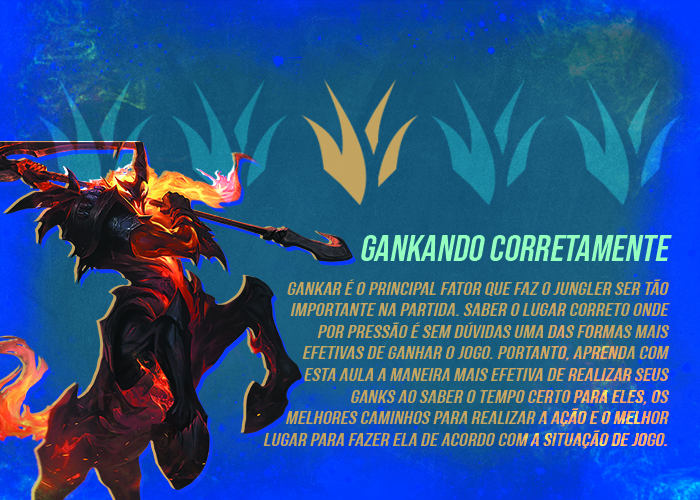 GANKANDO CORRETAMENTE
GANKAR É O PRINCIPAL FATOR QUE FAZ O JUNGLER SER TÃO
IMPORTANTE NA PARTIDA. SABER O LUGAR CORRETO ONDE
POR PRESSÃO É SEM DÚVIDAS UMA DAS FORMAS MAIS
EFETIVAS DE GANHAR O JOGO. PORTANTO, APRENDA COM
ESTA AULA A MANEIRA MAIS EFETIVA DE REALIZAR SEUS
GANKS AO SABER O TEMPO CERTO PARA ELES, OS
MELHORES CAMINHOS PARA REALIZAR A AÇÃO E O MELHOR
LUGAR PARA FAZER ELA DE ACORDO COM A SITUAÇÃO DE JOGO.